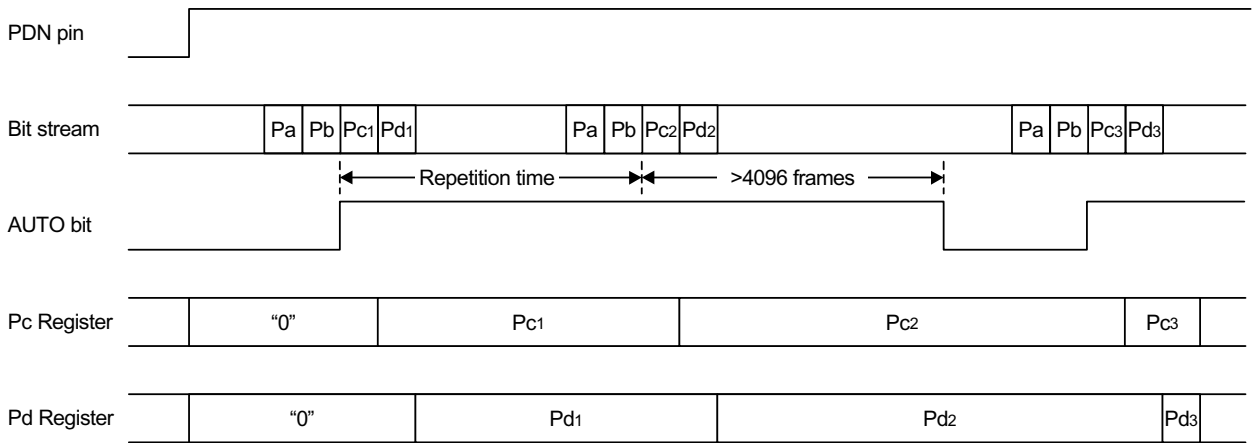 PDN pin
Bit stream Pa Pb Pc1 Pd1 Pa Pb Pc2 Pd2 Pa Pb Pc3 Pd3
Repetition time >4096 frames
AUTO bit
Pc Register “0” Pc1 Pc2 Pc3
Pd Register “0” Pd1 Pd2 Pd3